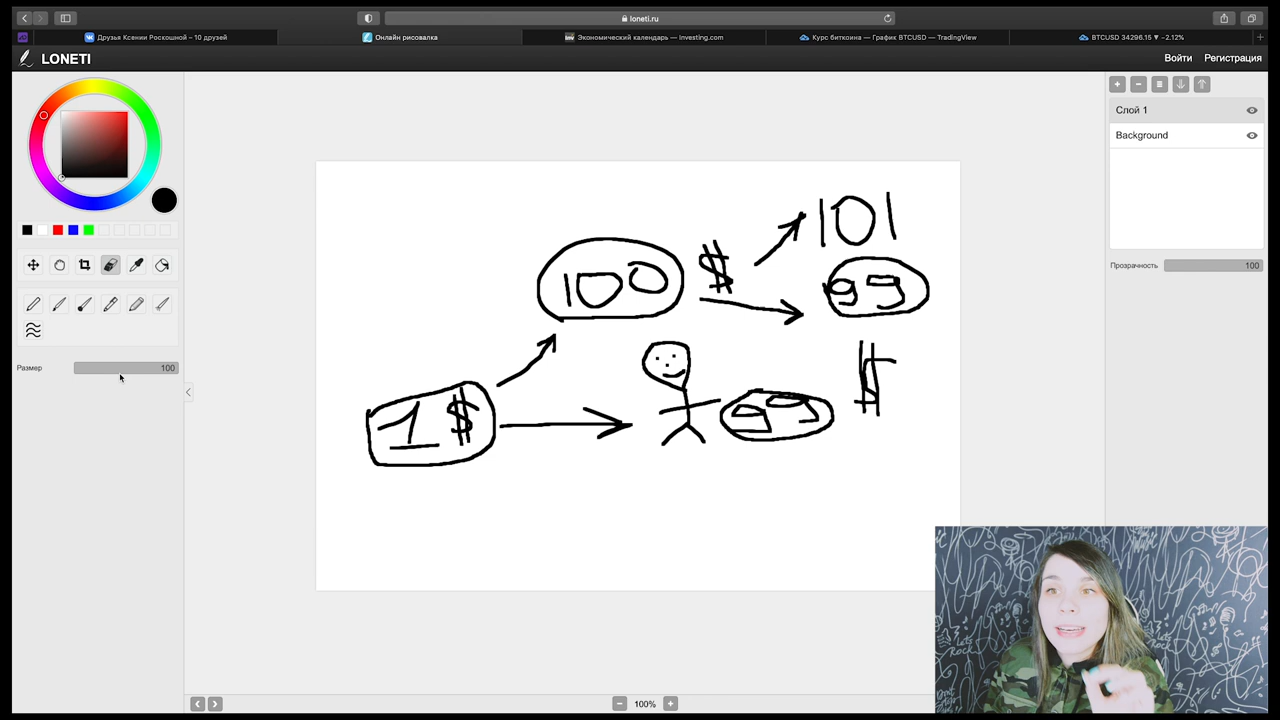 loneti.ru
Друзья Ксении Роскошной – 10 друзей
Онлайн рисовалка
Экономический календарь — Investing.com
Курс биткоина — График BTCUSD — TradingView
BTCUSD 34296.15 ▼ −2.12%
LONETI
Войти
Регистрация
Слой 1
Background
Прозрачность 100
Размер 100
101
100 $
99
$
1 $
99
100%